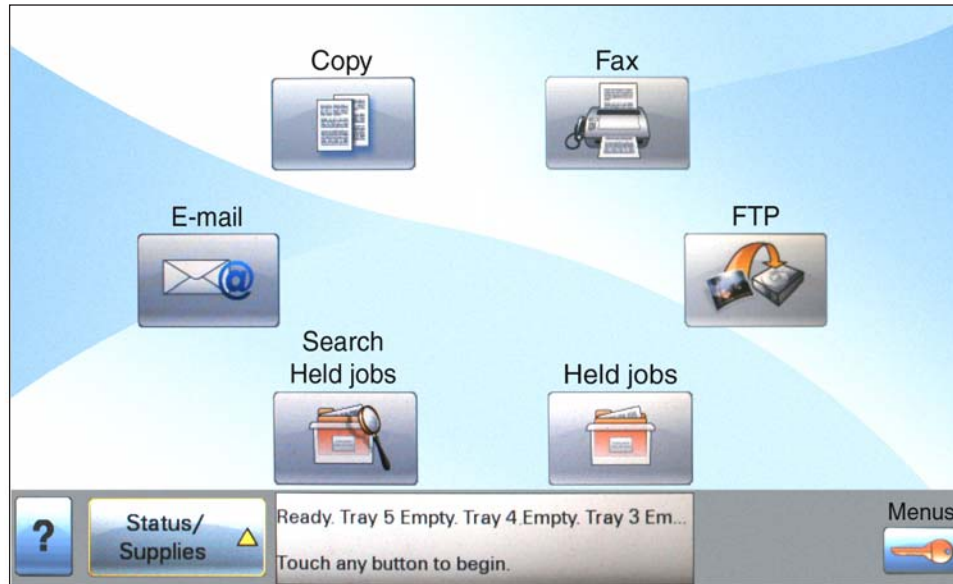 Copy
Fax
E-mail
FTP
Search
Held jobs
Held jobs
?
Status/
Supplies
Ready. Tray 5 Empty. Tray 4 Empty. Tray 3 Em...
Touch any button to begin.
Menus